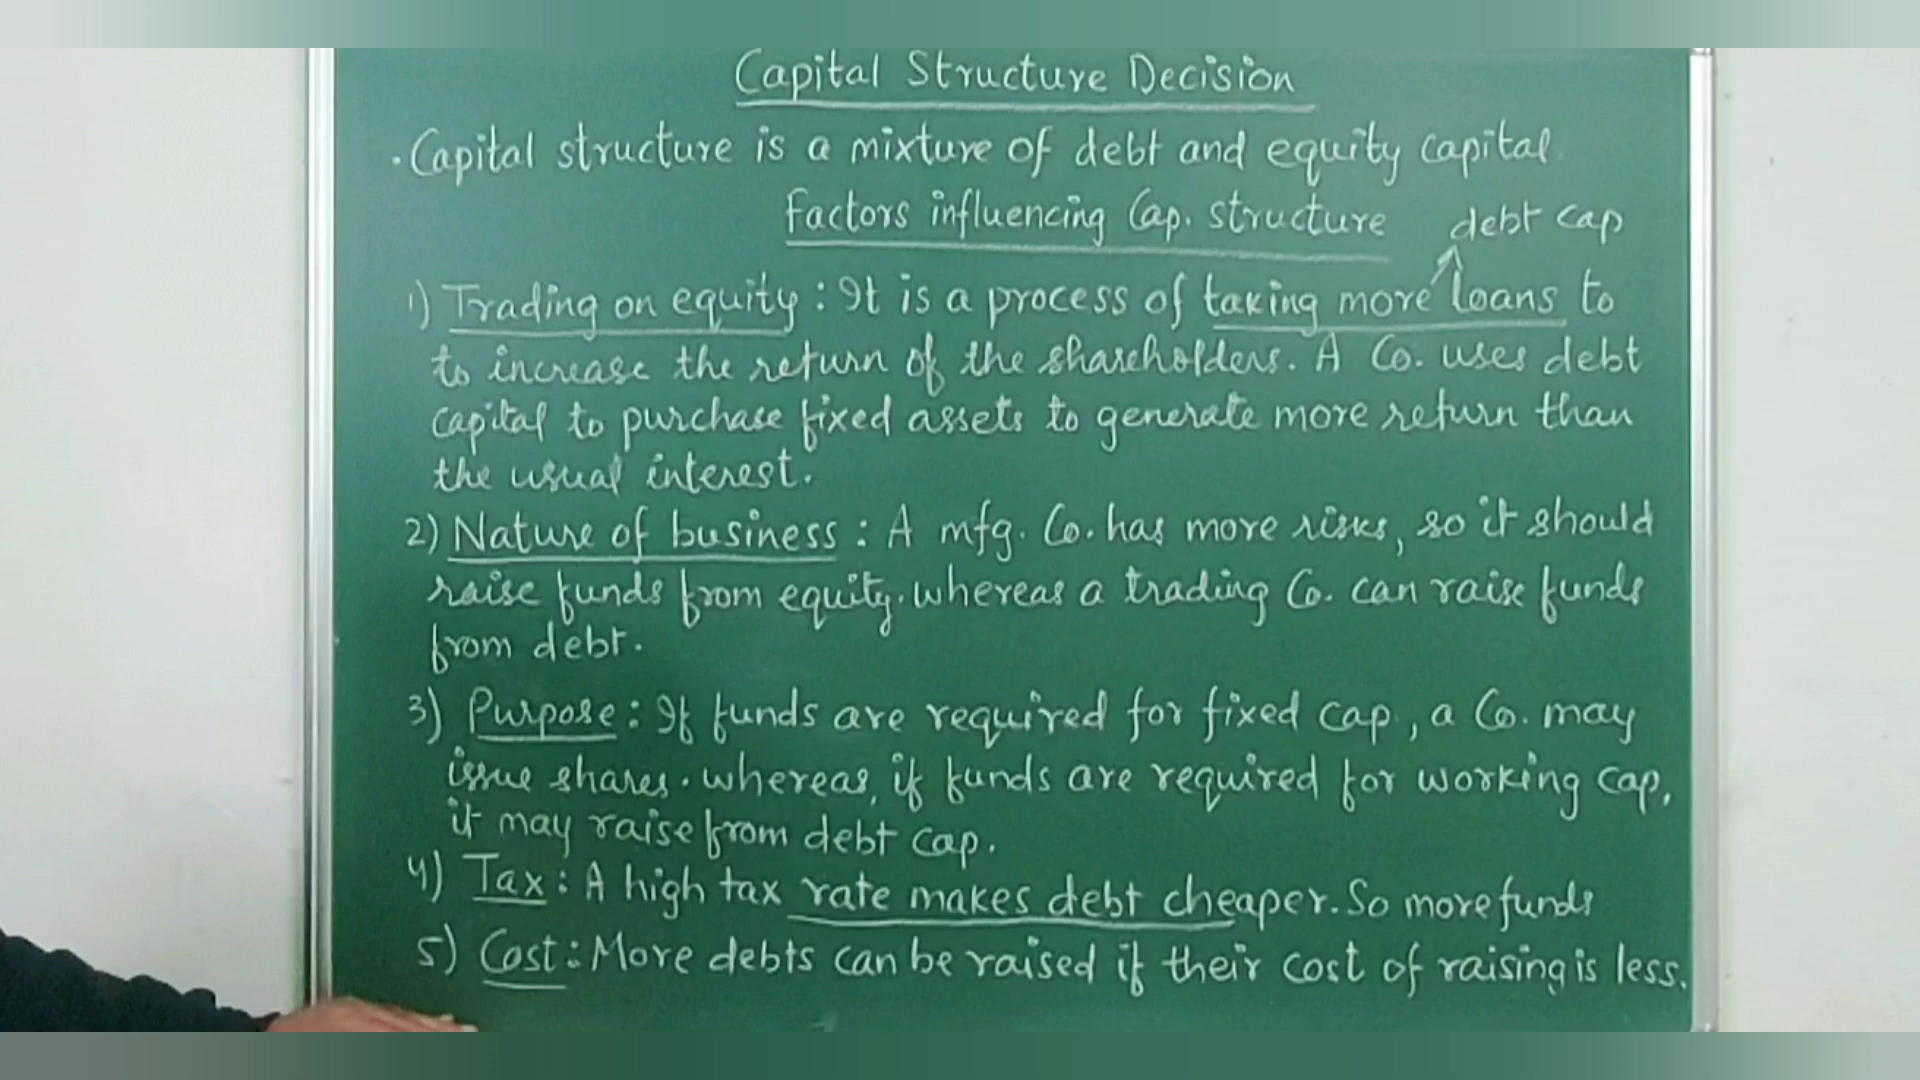 Capital Structure Decision
. Capital structure is a mixture of debt and equity capital.
Factors influencing Cap. structure
debt cap
1) Trading on equity : It is a process of taking more loans to
to increase the return of the shareholders. A Co. uses debt
capital to purchase fixed assets to generate more return than
the usual interest.
2) Nature of business : A mfg. Co. has more risks, so it should
raise funds from equity. whereas a trading Co. can raise funds
from debt.
3) Purpose : If funds are required for fixed cap, a Co. may
issue shares. whereas, if funds are required for working cap,
it may raise from debt cap.
4) Tax : A high tax rate makes debt cheaper. So more funds
5) Cost : More debts can be raised if their cost of raising is less.